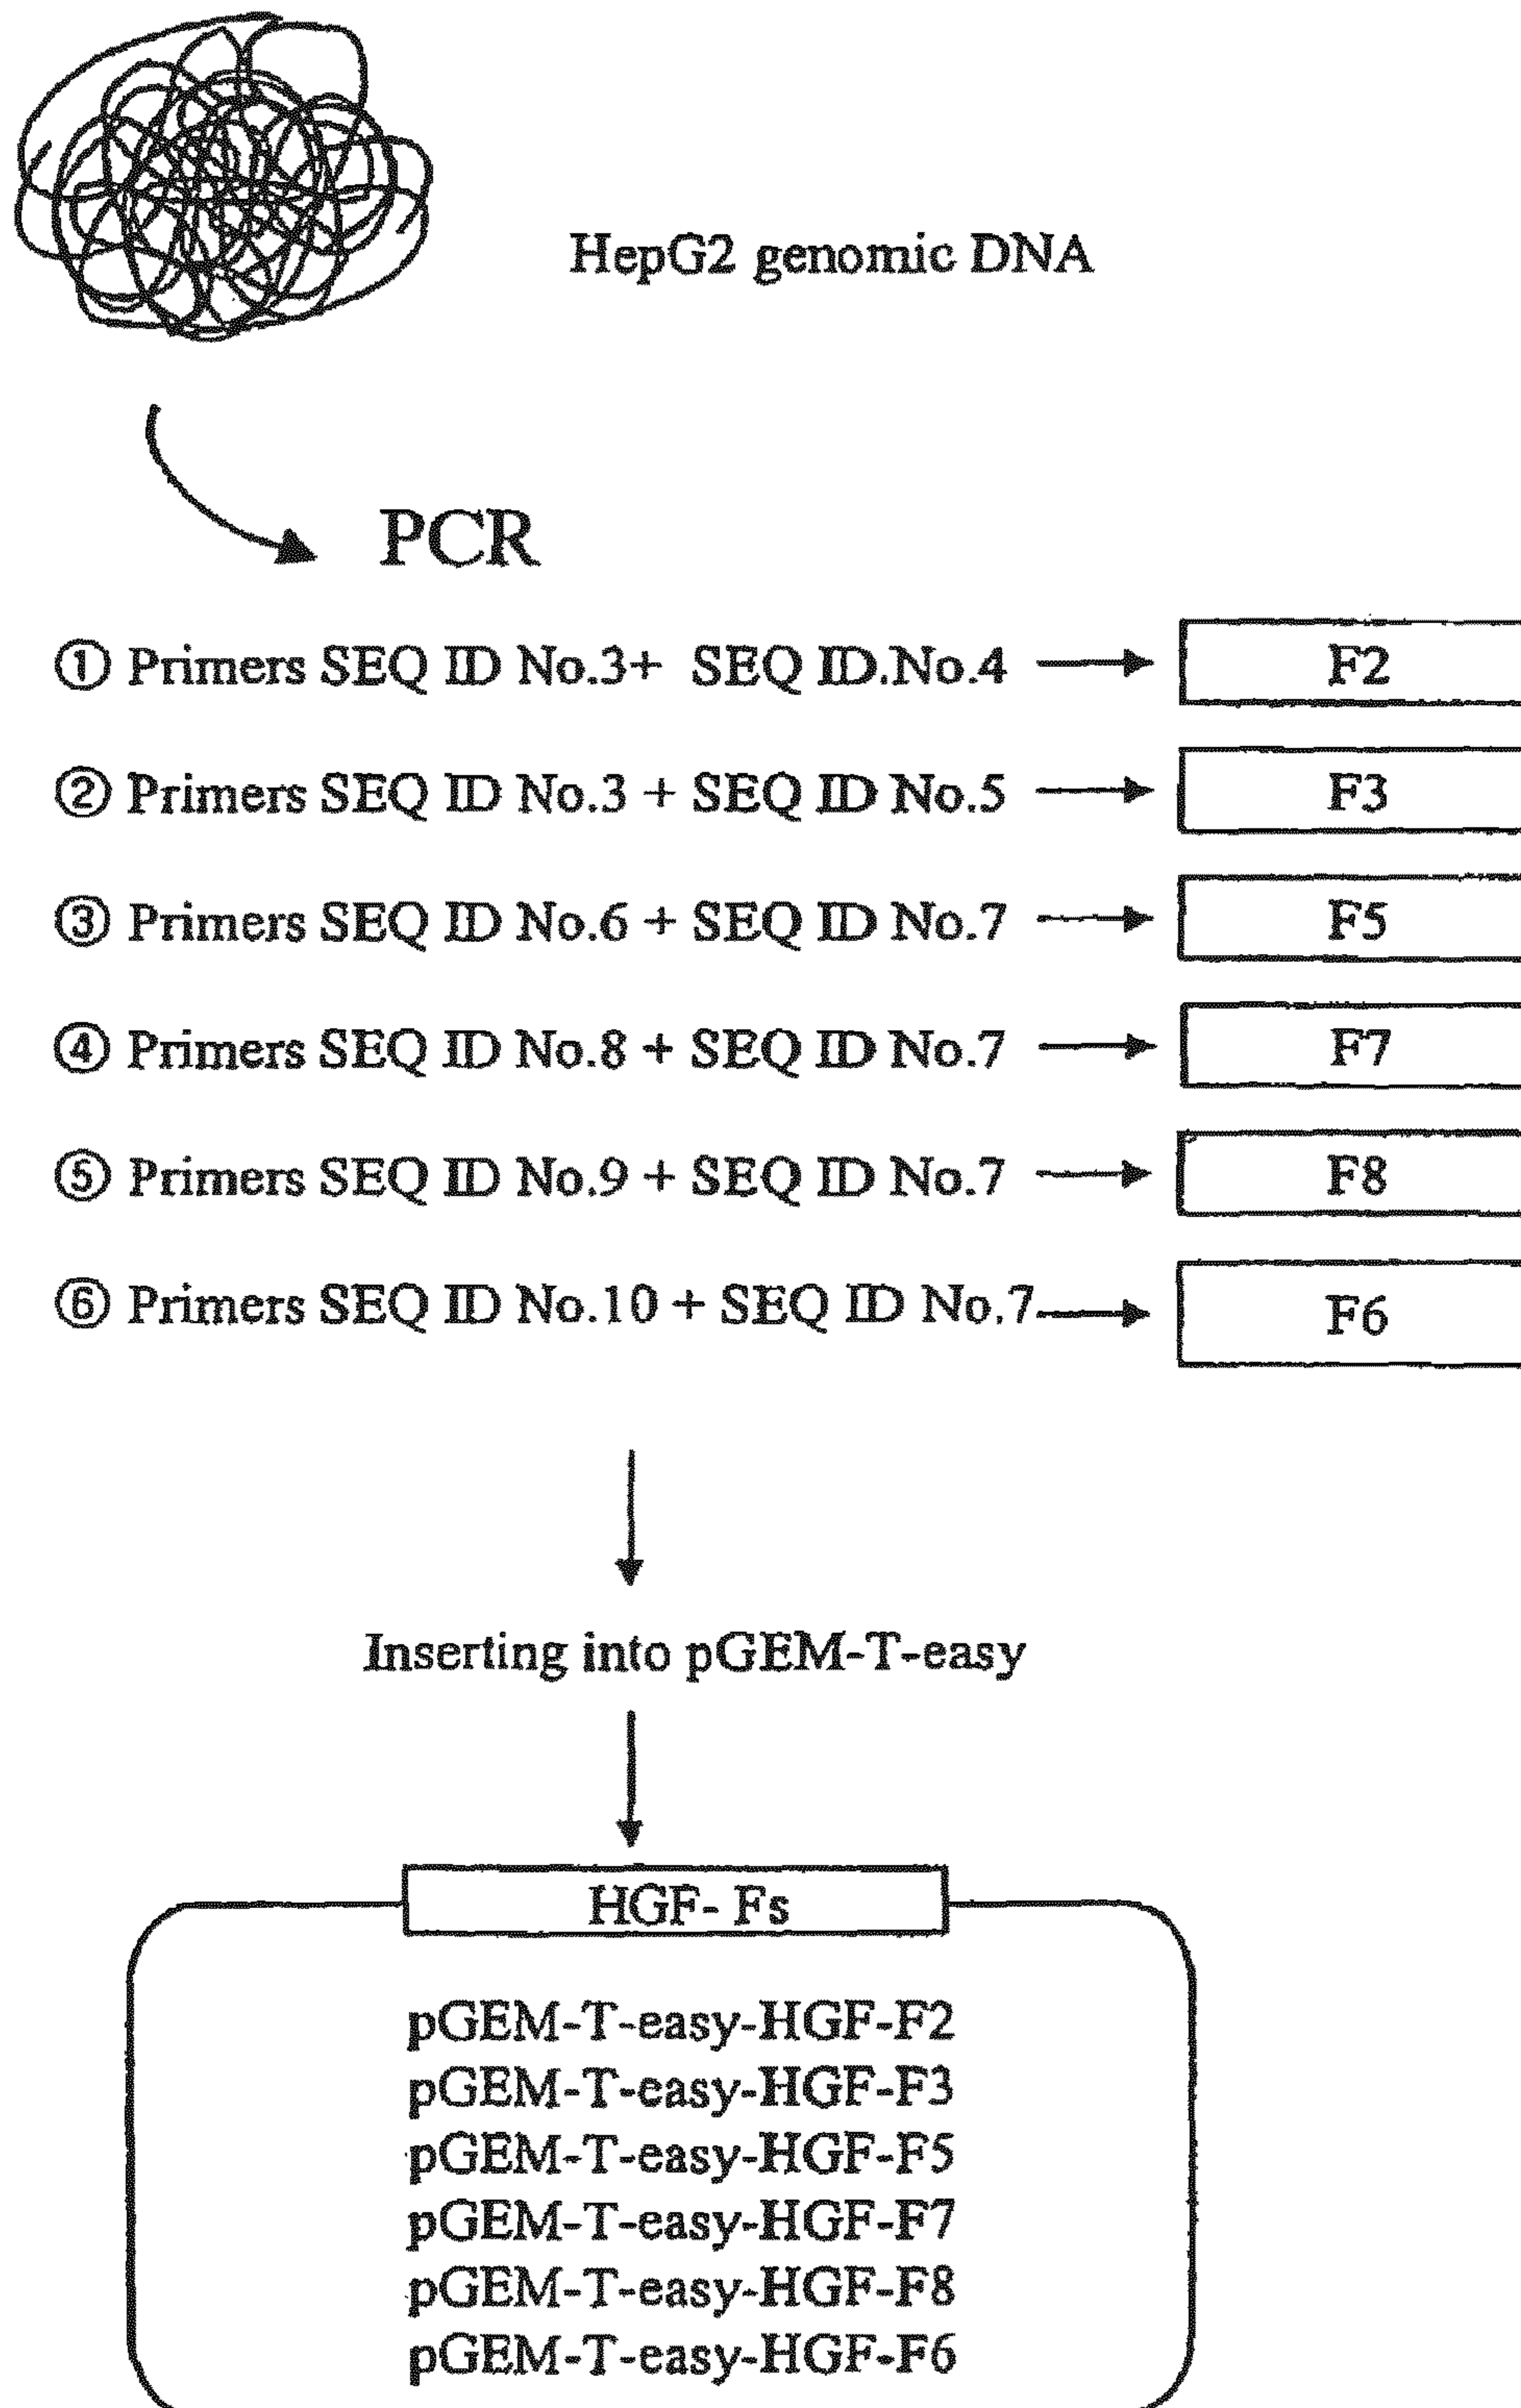 HepG2 genomic DNA
PCR
① Primers SEQ ID No.3+ SEQ ID.No.4
F2
② Primers SEQ ID No.3 + SEQ ID No.5
F3
③ Primers SEQ ID No.6 + SEQ ID No.7
F5
④ Primers SEQ ID No.8 + SEQ ID No.7
F7
⑤ Primers SEQ ID No.9 + SEQ ID No.7
F8
⑥ Primers SEQ ID No.10 + SEQ ID No.7
F6
Inserting into pGEM-T-easy
HGF- Fs
pGEM-T-easy-HGF-F2
pGEM-T-easy-HGF-F3
pGEM-T-easy-HGF-F5
pGEM-T-easy-HGF-F7
pGEM-T-easy-HGF-F8
pGEM-T-easy-HGF-F6